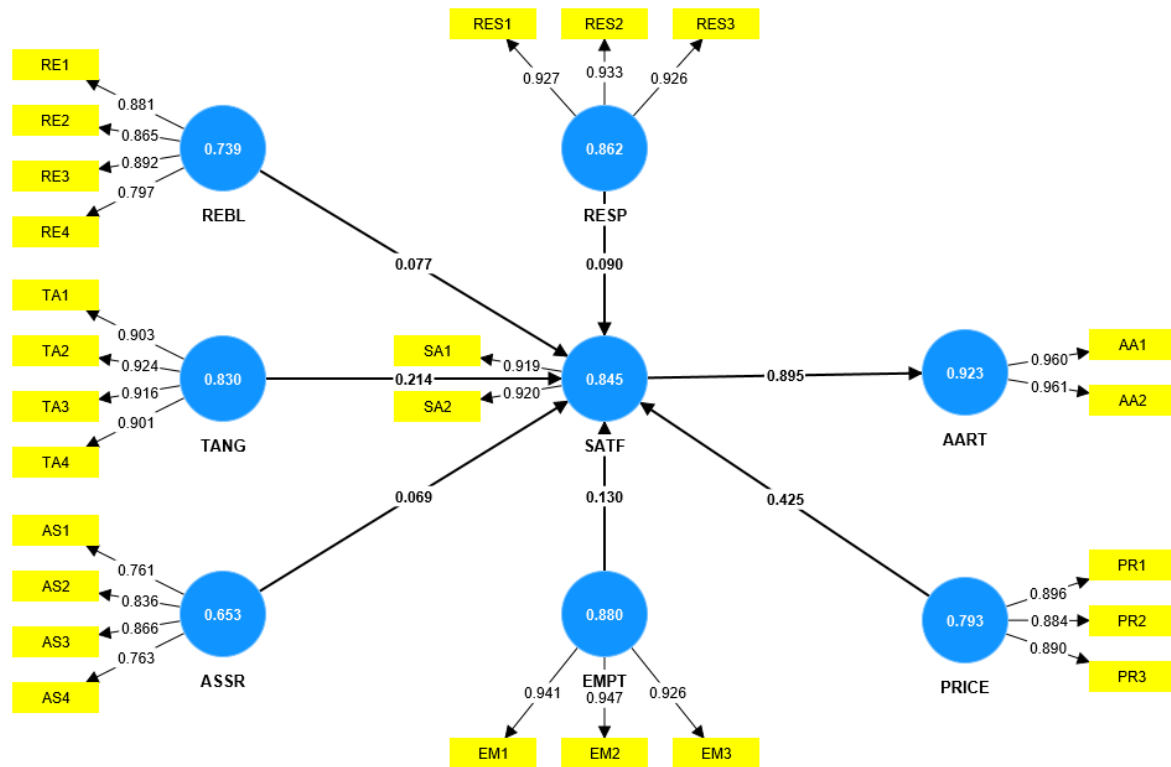 RES1 RES2 RES3
0.927 0.933 0.926
0.862
RESP
RE1
RE2
RE3
RE4
0.881
0.865
0.892
0.797
0.739
REBL
0.077
0.090
TA1
TA2
TA3
TA4
0.903
0.924
0.916
0.901
0.830
TANG
0.214
SA1
SA2
0.919
0.920
0.845
SATF
0.895
0.923
AART
0.960
0.961
AA1
AA2
0.069
0.130
0.425
AS1
AS2
AS3
AS4
0.761
0.836
0.866
0.763
0.653
ASSR
0.880
EMPT
0.941 0.947 0.926
EM1 EM2 EM3
0.793
PRICE
0.896
0.884
0.890
PR1
PR2
PR3